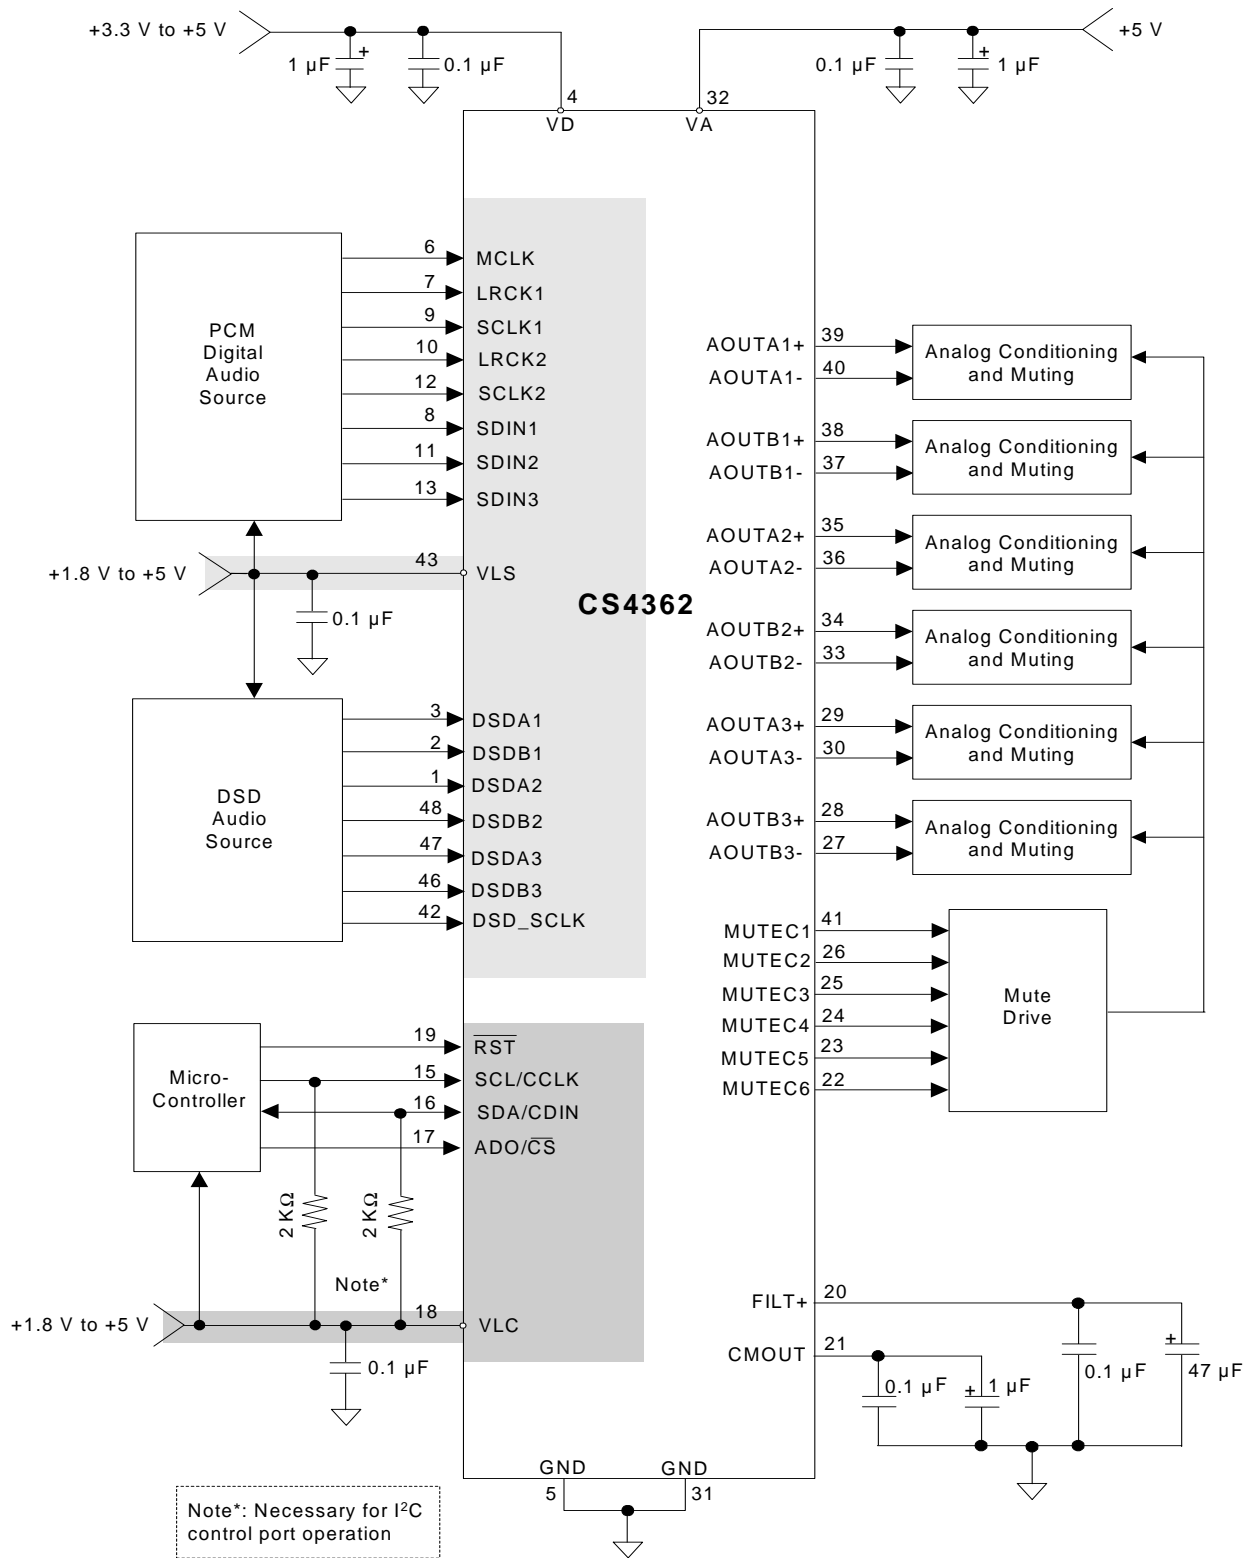 +3.3 V to +5 V
1 µF
+
0.1 µF
4
VD
32
VA
0.1 µF
+
1 µF
+5 V
PCM
Digital
Audio
Source
6
MCLK
7
LRCK1
9
SCLK1
10
LRCK2
12
SCLK2
8
SDIN1
11
SDIN2
13
SDIN3
+1.8 V to +5 V
43
VLS
0.1 µF
CS4362
DSD
Audio
Source
3
DSDA1
2
DSDB1
1
DSDA2
48
DSDB2
47
DSDA3
46
DSDB3
42
DSD_SCLK
Micro-
Controller
19
RST
15
SCL/CCLK
16
SDA/CDIN
17
ADO/CS
2 KΩ
2 KΩ
Note*
+1.8 V to +5 V
18
VLC
0.1 µF
AOUTA1+
39
AOUTA1-
40
Analog Conditioning
and Muting
AOUTB1+
38
AOUTB1-
37
Analog Conditioning
and Muting
AOUTA2+
35
AOUTA2-
36
Analog Conditioning
and Muting
AOUTB2+
34
AOUTB2-
33
Analog Conditioning
and Muting
AOUTA3+
29
AOUTA3-
30
Analog Conditioning
and Muting
AOUTB3+
28
AOUTB3-
27
Analog Conditioning
and Muting
MUTEC1
41
MUTEC2
26
MUTEC3
25
MUTEC4
24
MUTEC5
23
MUTEC6
22
Mute
Drive
FILT+
20
CMOUT
21
0.1 µF
+
1 µF
0.1 µF
+
47 µF
GND
5
GND
31
Note*: Necessary for I²C
control port operation